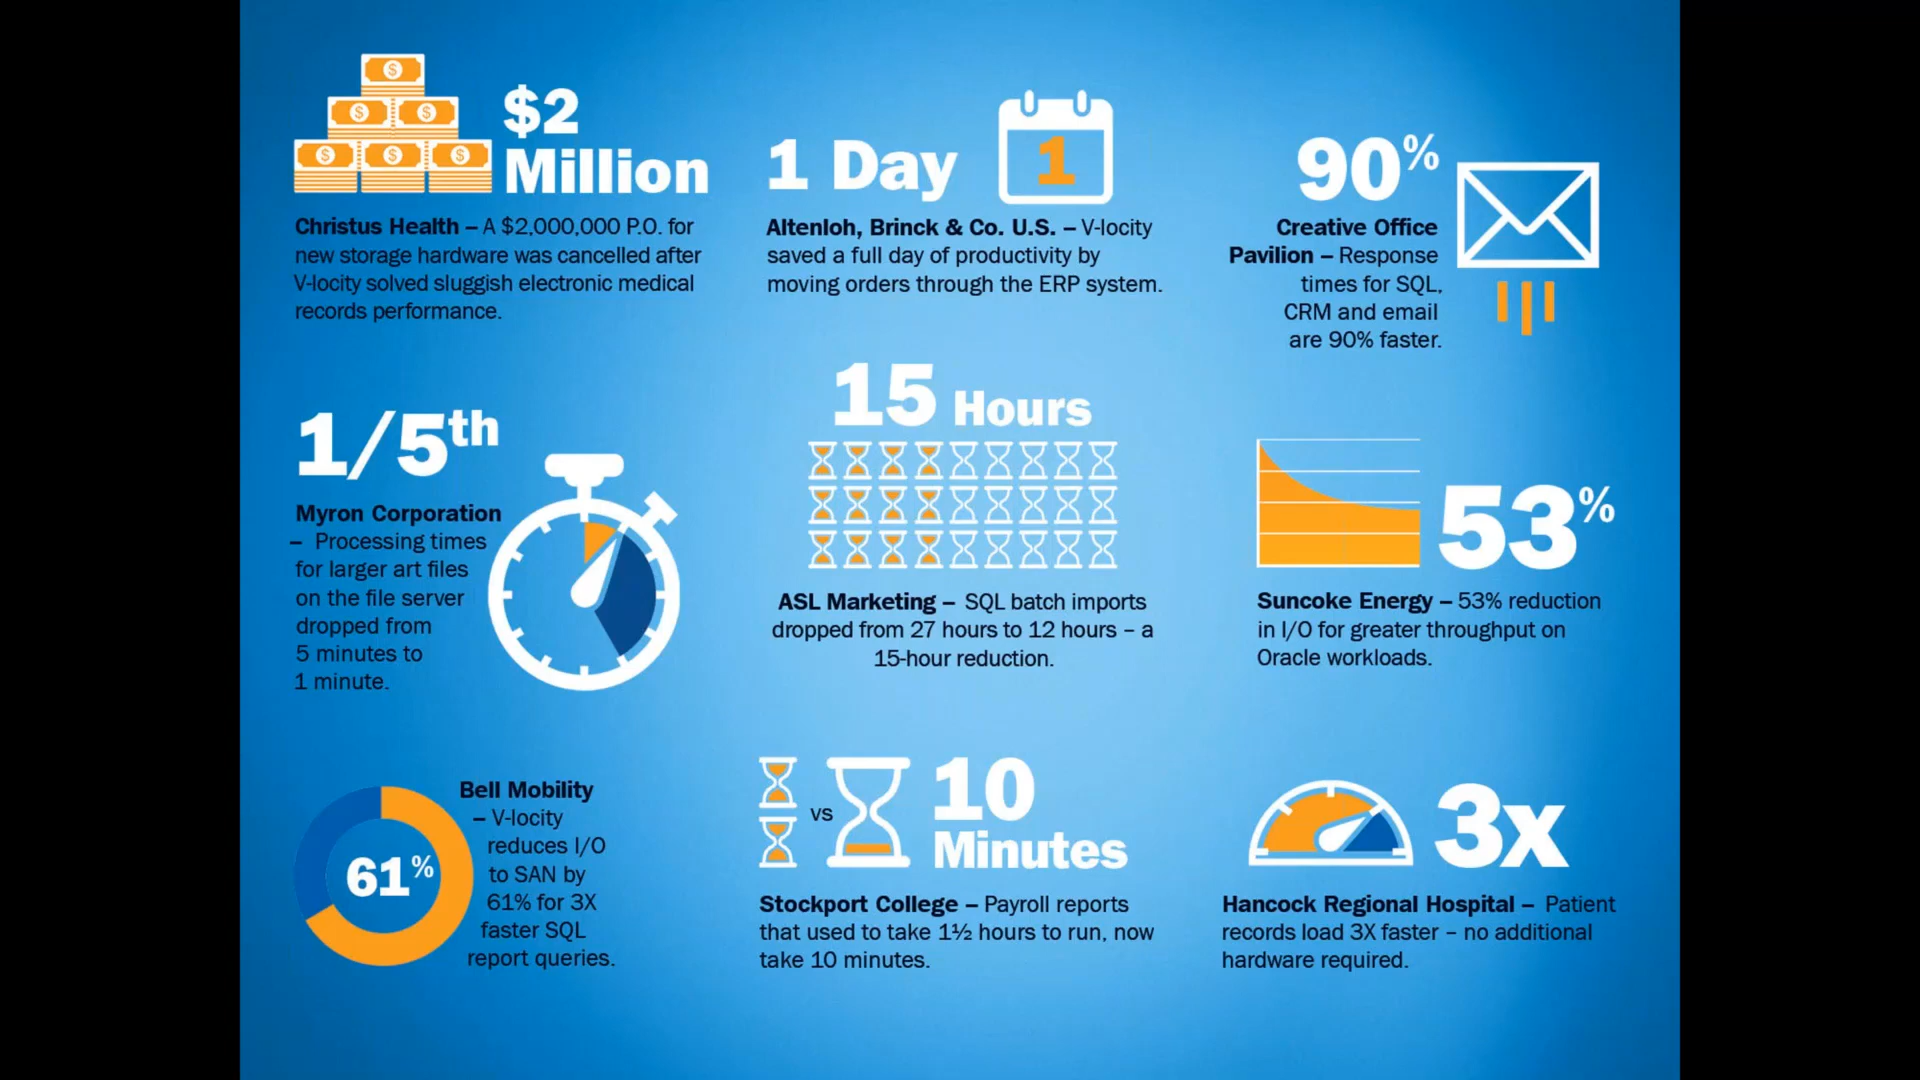 $2
Million
Christus Health – A $2,000,000 P.O. for
new storage hardware was cancelled after
V-locity solved sluggish electronic medical
records performance.
1 Day
1
Altenloh, Brinck & Co. U.S. – V-locity
saved a full day of productivity by
moving orders through the ERP system.
90%
Creative Office
Pavilion – Response
times for SQL,
CRM and email
are 90% faster.
1/5th
Myron Corporation
– Processing times
for larger art files
on the file server
dropped from
5 minutes to
1 minute.
15 Hours
ASL Marketing – SQL batch imports
dropped from 27 hours to 12 hours – a
15-hour reduction.
53%
Suncoke Energy – 53% reduction
in I/O for greater throughput on
Oracle workloads.
61%
Bell Mobility
– V-locity
reduces I/O
to SAN by
61% for 3X
faster SQL
report queries.
vs
10
Minutes
Stockport College – Payroll reports
that used to take 1½ hours to run, now
take 10 minutes.
3x
Hancock Regional Hospital – Patient
records load 3X faster – no additional
hardware required.